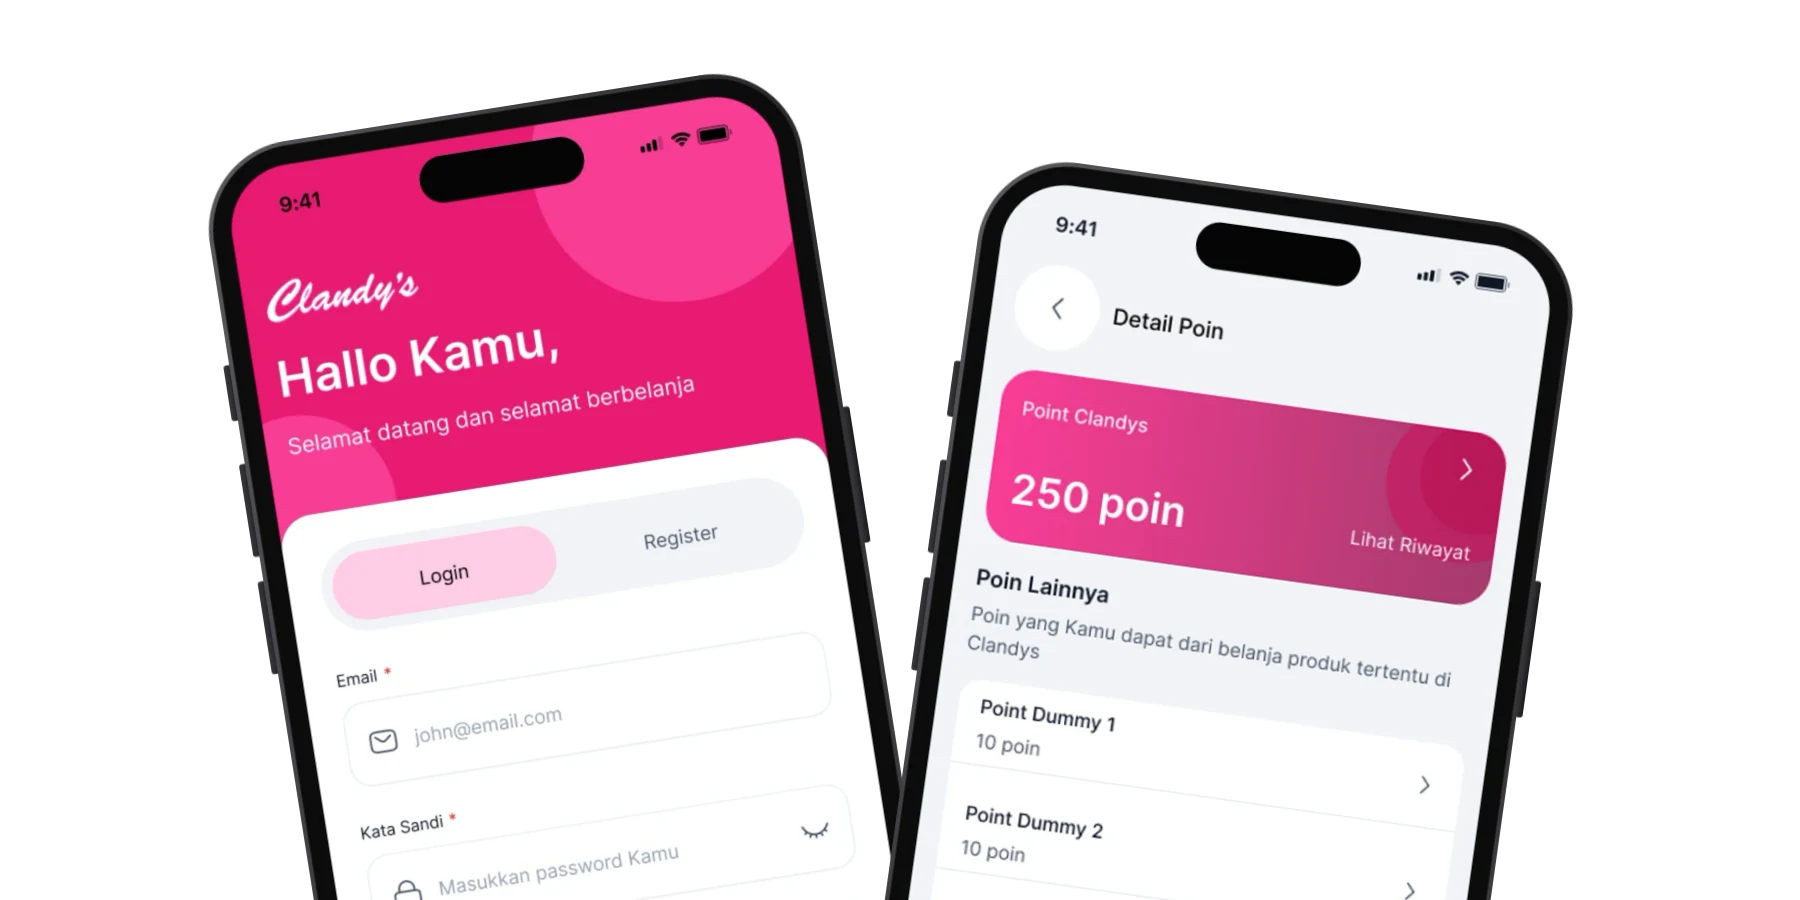 9:41
Clandy's
Hallo Kamu,
Selamat datang dan selamat berbelanja
Login
Register
Email *
john@email.com
Kata Sandi *
Masukkan password Kamu
9:41
Detail Poin
Point Clandys
250 poin
Lihat Riwayat
Poin Lainnya
Poin yang Kamu dapat dari belanja produk tertentu di
Clandys
Point Dummy 1
10 poin
Point Dummy 2
10 poin